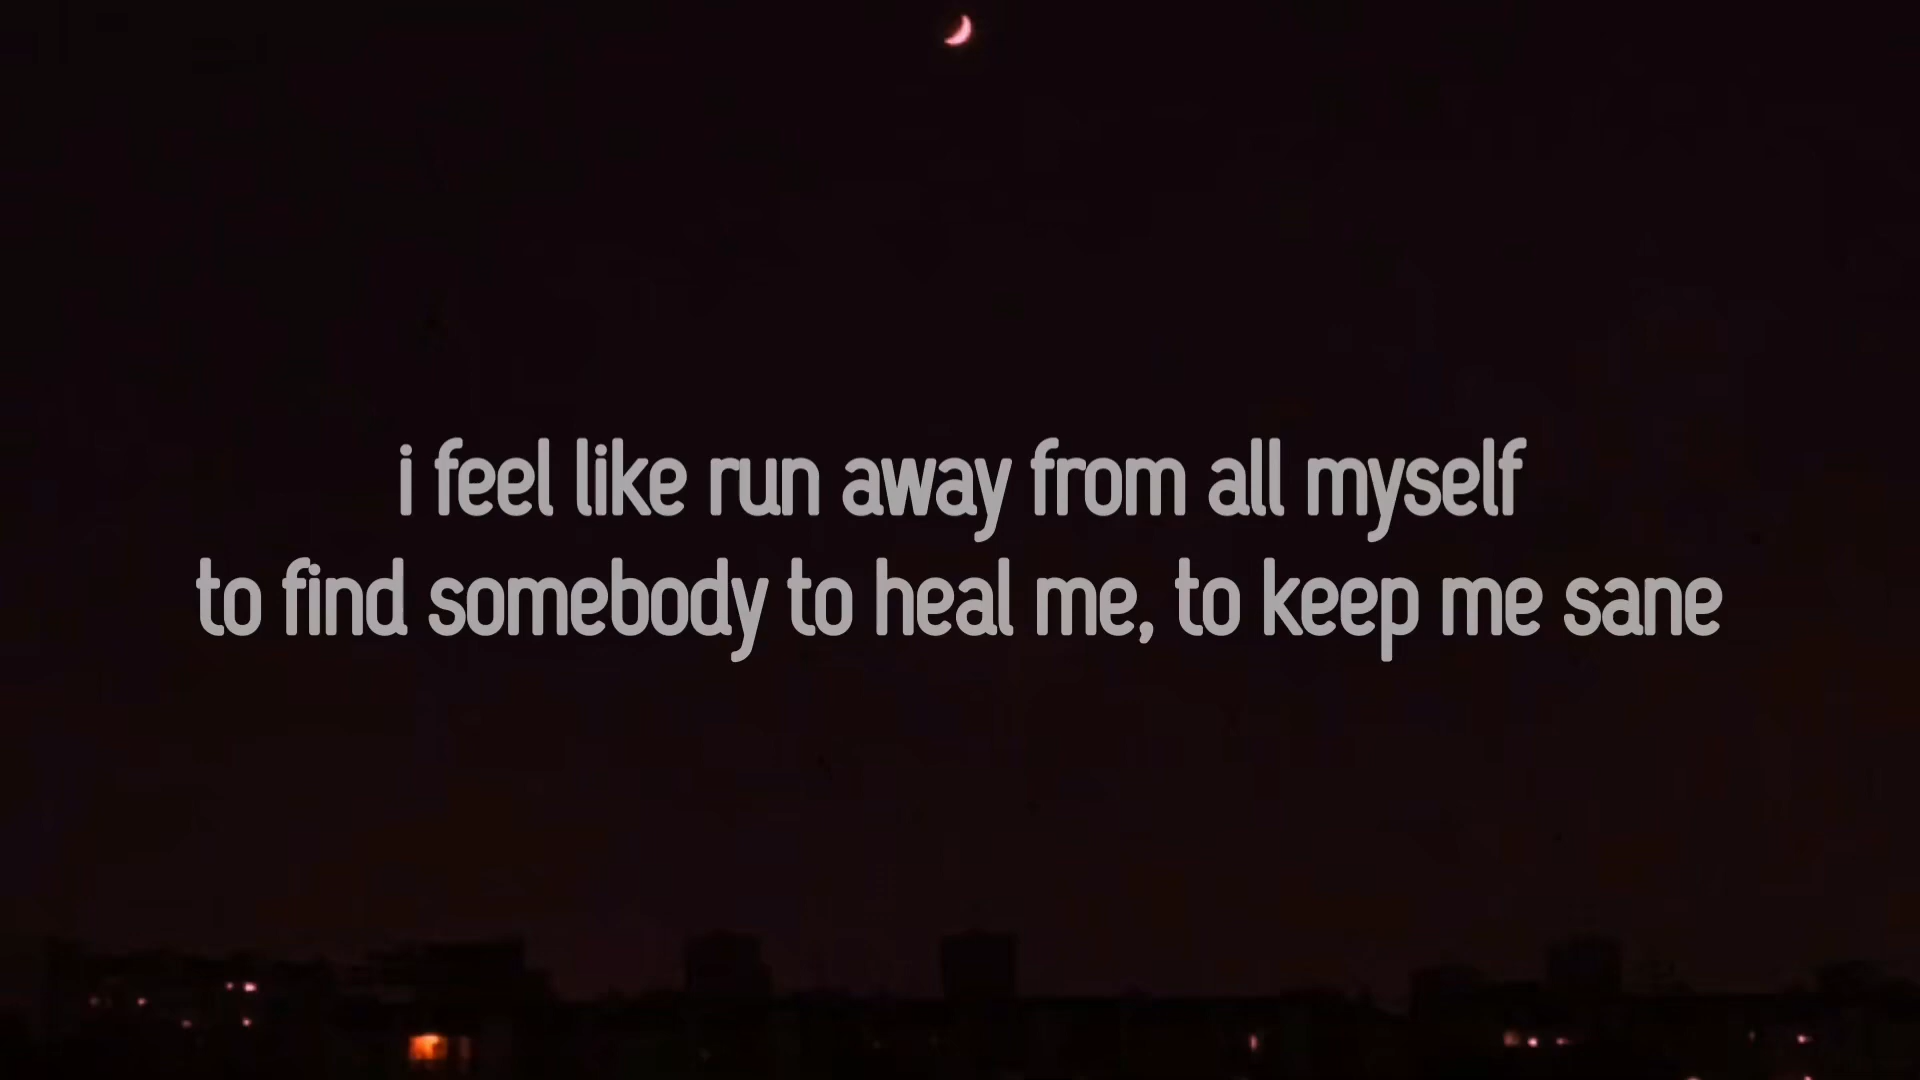 i feel like run away from all myself
to find somebody to heal me, to keep me sane